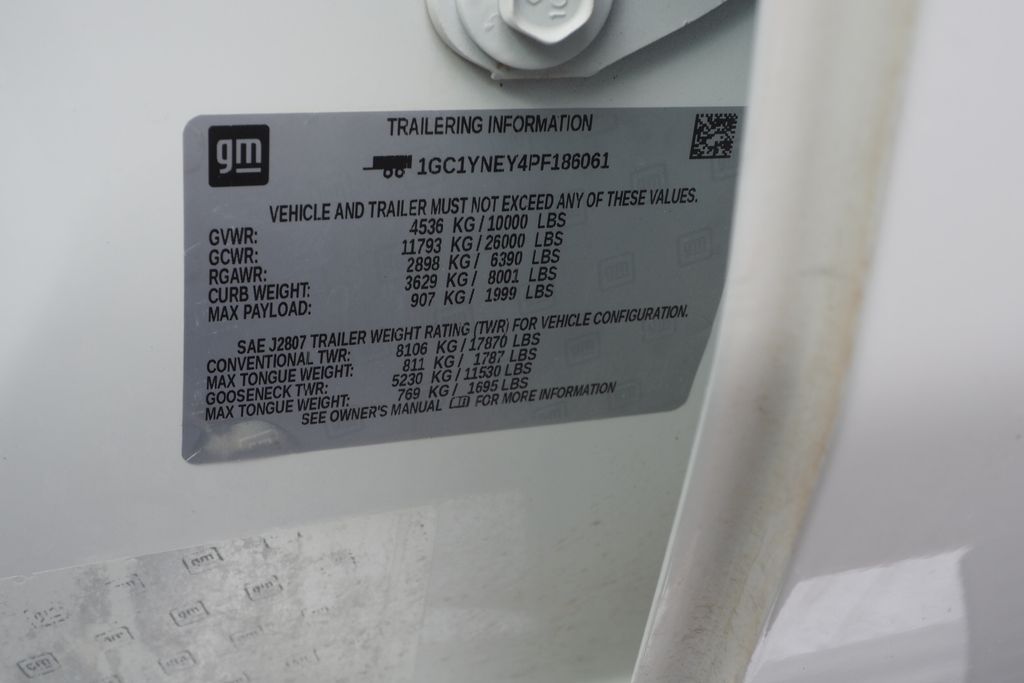 gm
TRAILERING INFORMATION
1GC1YNEY4PF186061
VEHICLE AND TRAILER MUST NOT EXCEED ANY OF THESE VALUES.
GVWR: 4536 KG / 10000 LBS
GCWR: 11793 KG / 26000 LBS
RGAWR: 2898 KG / 6390 LBS
CURB WEIGHT: 3629 KG / 8001 LBS
MAX PAYLOAD: 907 KG / 1999 LBS
SAE J2807 TRAILER WEIGHT RATING (TWR) FOR VEHICLE CONFIGURATION.
CONVENTIONAL TWR: 8106 KG / 17870 LBS
MAX TONGUE WEIGHT: 811 KG / 1787 LBS
GOOSENECK TWR: 5230 KG / 11530 LBS
MAX TONGUE WEIGHT: 769 KG / 1695 LBS
SEE OWNER'S MANUAL FOR MORE INFORMATION
gm
gm
gm
gm